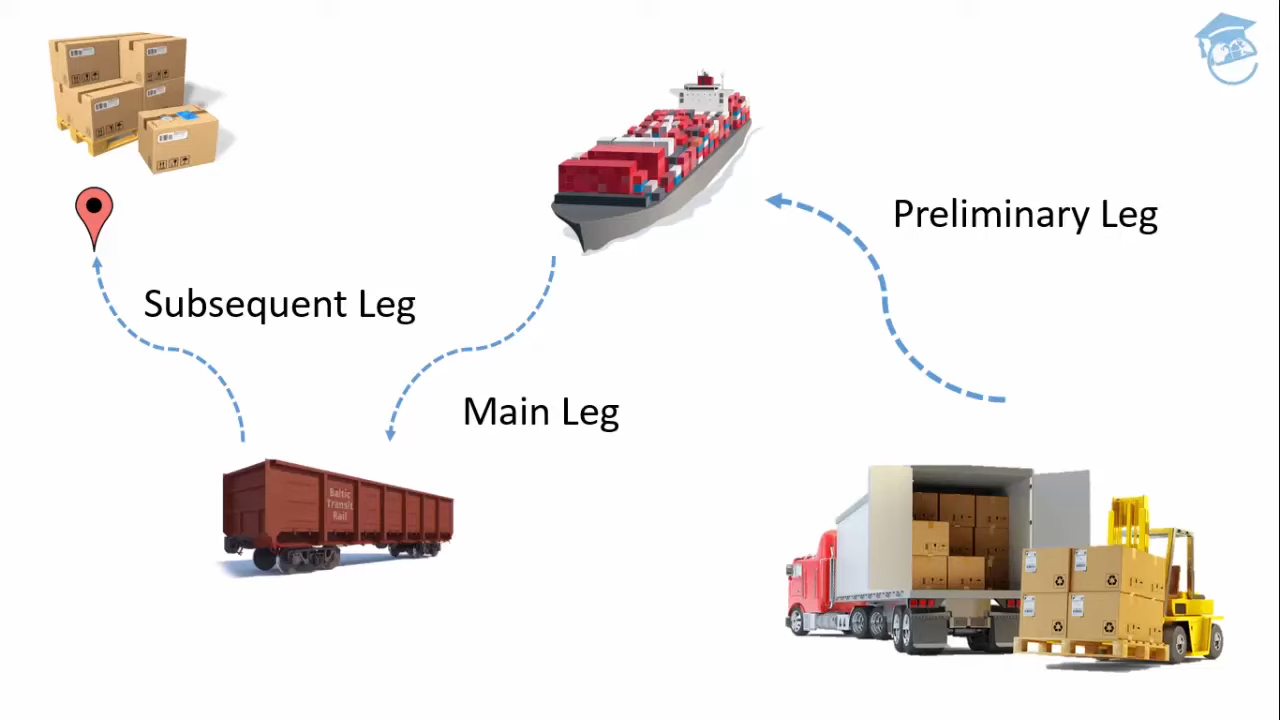 Preliminary Leg
Subsequent Leg
Main Leg
Baltic
Transit
Rail